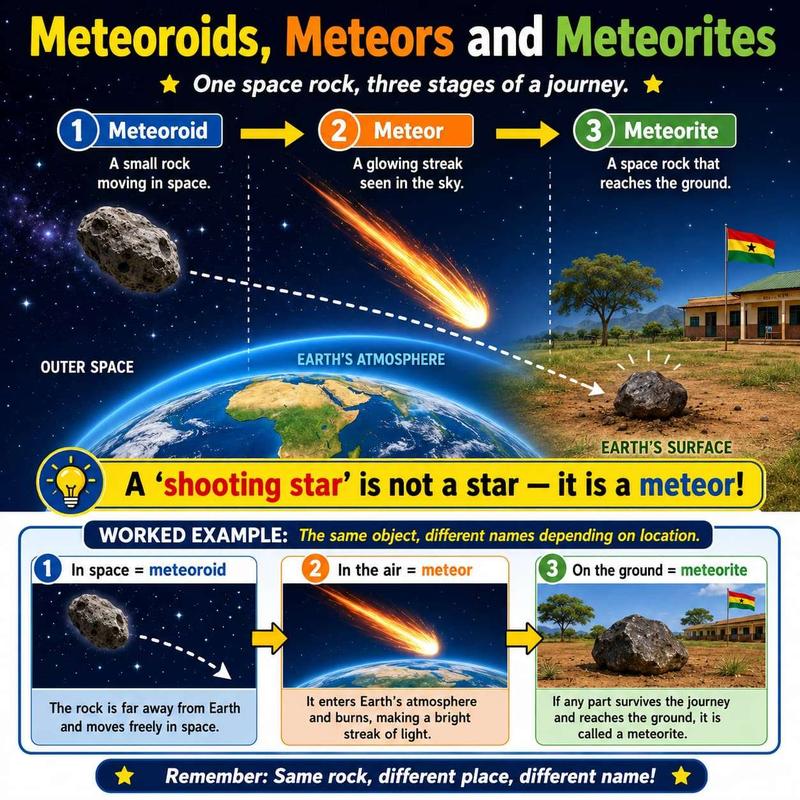 Meteoroids, Meteors and Meteorites
One space rock, three stages of a journey.
1 Meteoroid
A small rock
moving in space.
2 Meteor
A glowing streak
seen in the sky.
3 Meteorite
A space rock that
reaches the ground.
OUTER SPACE
EARTH'S ATMOSPHERE
EARTH'S SURFACE
A 'shooting star' is not a star — it is a meteor!
WORKED EXAMPLE: The same object, different names depending on location.
1 In space = meteoroid
The rock is far away from Earth
and moves freely in space.
2 In the air = meteor
It enters Earth's atmosphere
and burns, making a bright
streak of light.
3 On the ground = meteorite
If any part survives the journey
and reaches the ground, it is
called a meteorite.
Remember: Same rock, different place, different name!